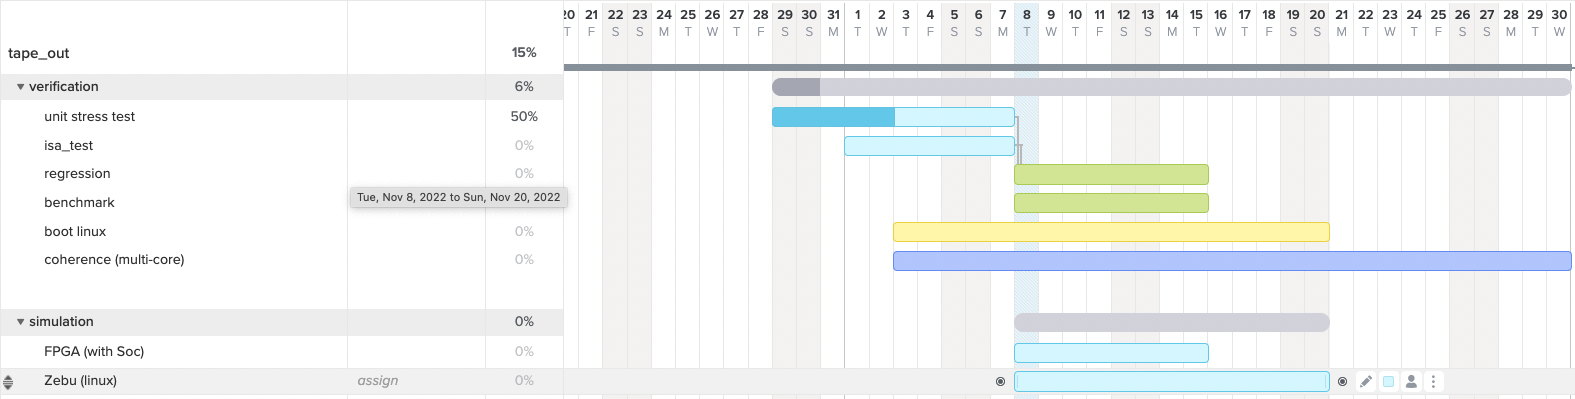 20 21 22 23 24 25 26 27 28 29 30 31 1 2 3 4 5 6 7 8 9 10 11 12 13 14 15 16 17 18 19 20 21 22 23 24 25 26 27 28 29 30
T F S S M T W T F S S M T W T F S S M T W T F S S M T W T F S S M T W T F S S M T W
tape_out 15%
verification 6%
unit stress test 50%
isa_test 0%
regression 0%
Tue, Nov 8, 2022 to Sun, Nov 20, 2022
benchmark
boot linux 0%
coherence (multi-core) 0%
simulation 0%
FPGA (with Soc) 0%
Zebu (linux) assign 0%